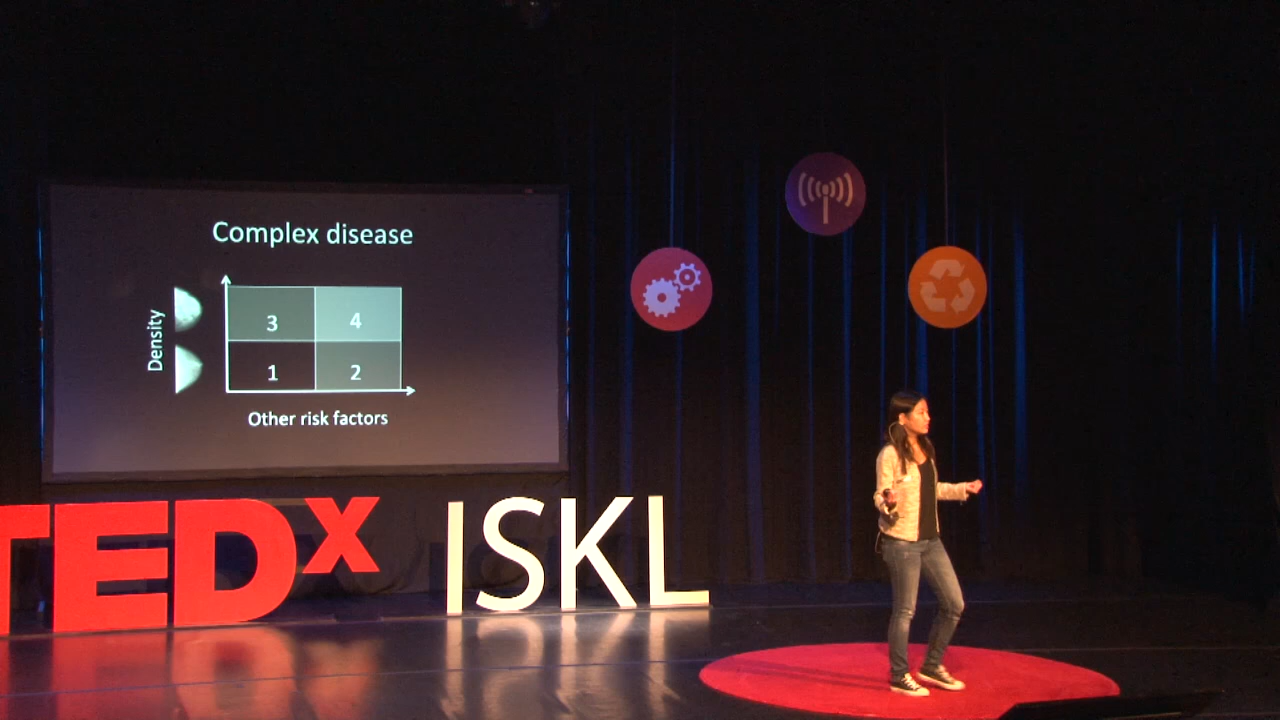 Complex disease
Density
3 4
1 2
Other risk factors
TEDx ISKL